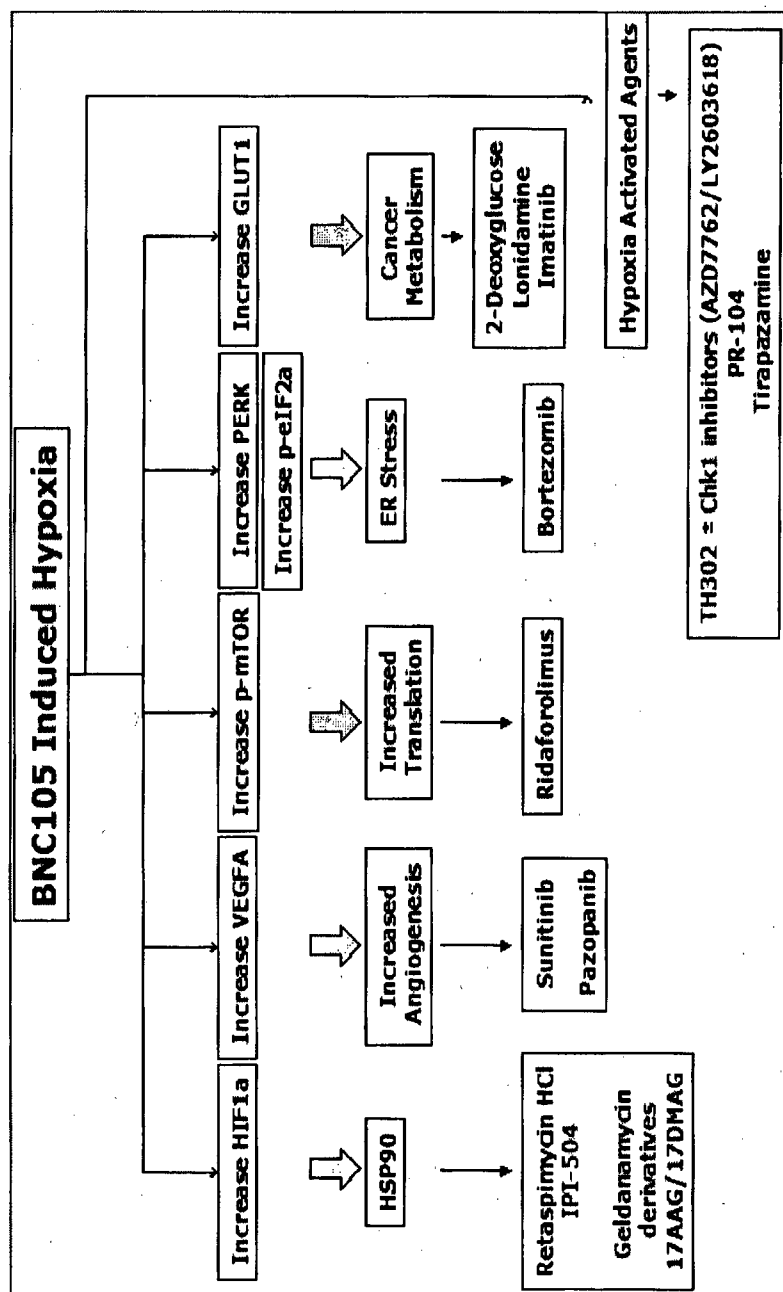 BNC105 Induced Hypoxia
Increase HIF1a
Increase VEGFA
Increase p-mTOR
Increase PERK
Increase p-eIF2a
Increase GLUT1
HSP90
Increased
Angiogenesis
Increased
Translation
ER Stress
Cancer
Metabolism
Retaspimycin HCl
IPI-504
Geldanamycin
derivatives
17AAG/17DMAG
Sunitinib
Pazopanib
Ridaforolimus
Bortezomib
2-Deoxyglucose
Lonidamine
Imatinib
Hypoxia Activated Agents
TH302 ± Chk1 inhibitors (AZD7762/LY2603618)
PR-104
Tirapazamine